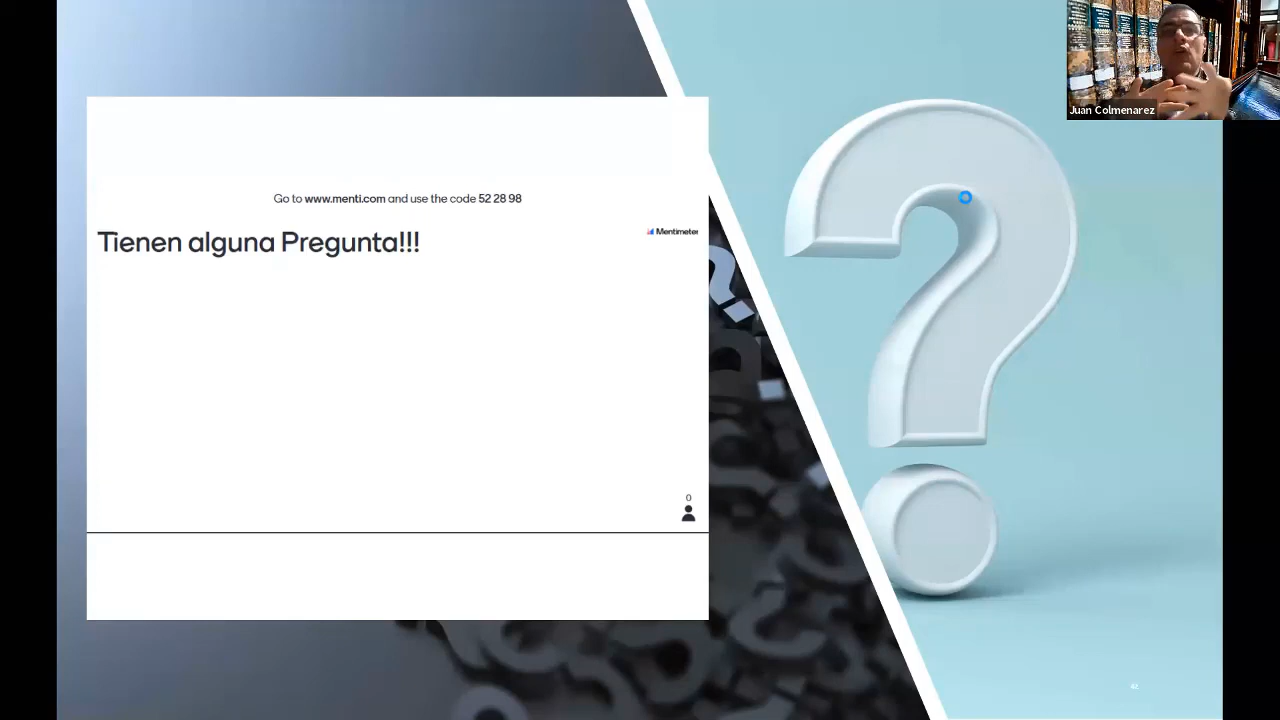 Juan Colmenarez
Go to www.menti.com and use the code 52 28 98
Tienen alguna Pregunta!!!
Mentimeter
0
42